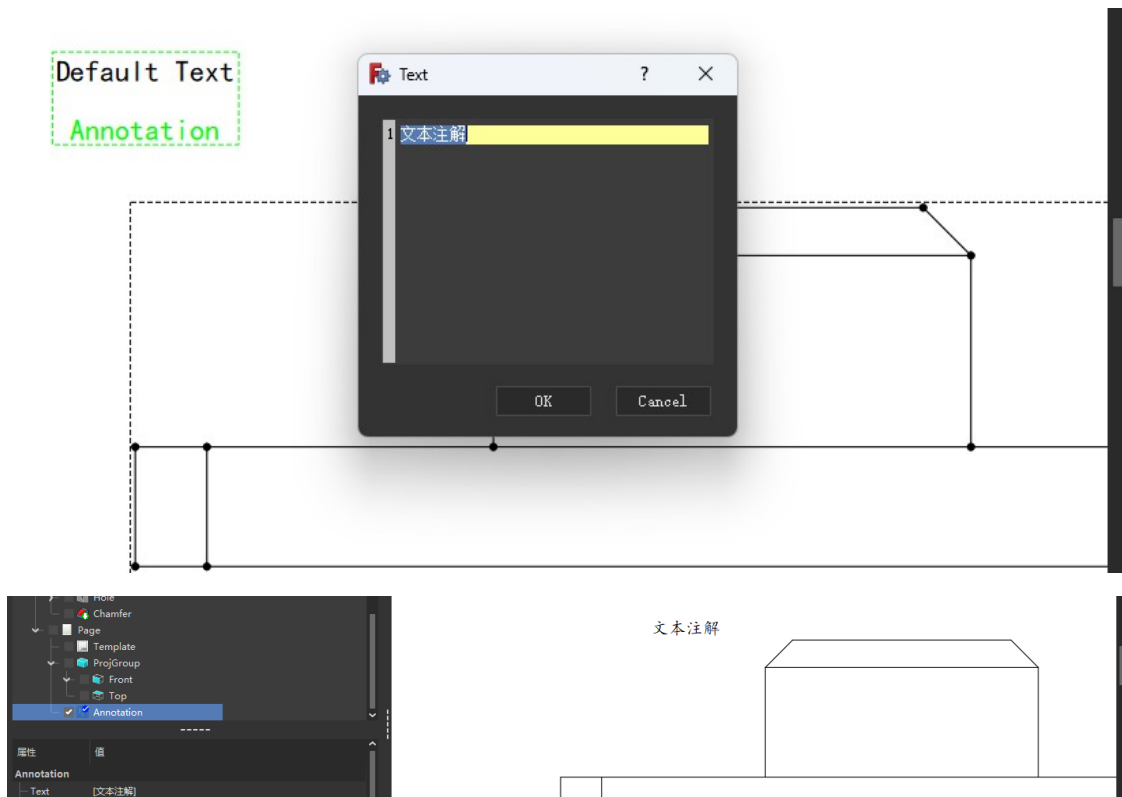 Default Text
Annotation
Text
?
1 文本注解
OK
Cancel
Hole
Chamfer
Page
Template
ProjGroup
Front
Top
Annotation
属性 值
Annotation
Text [文本注解]
文本注解